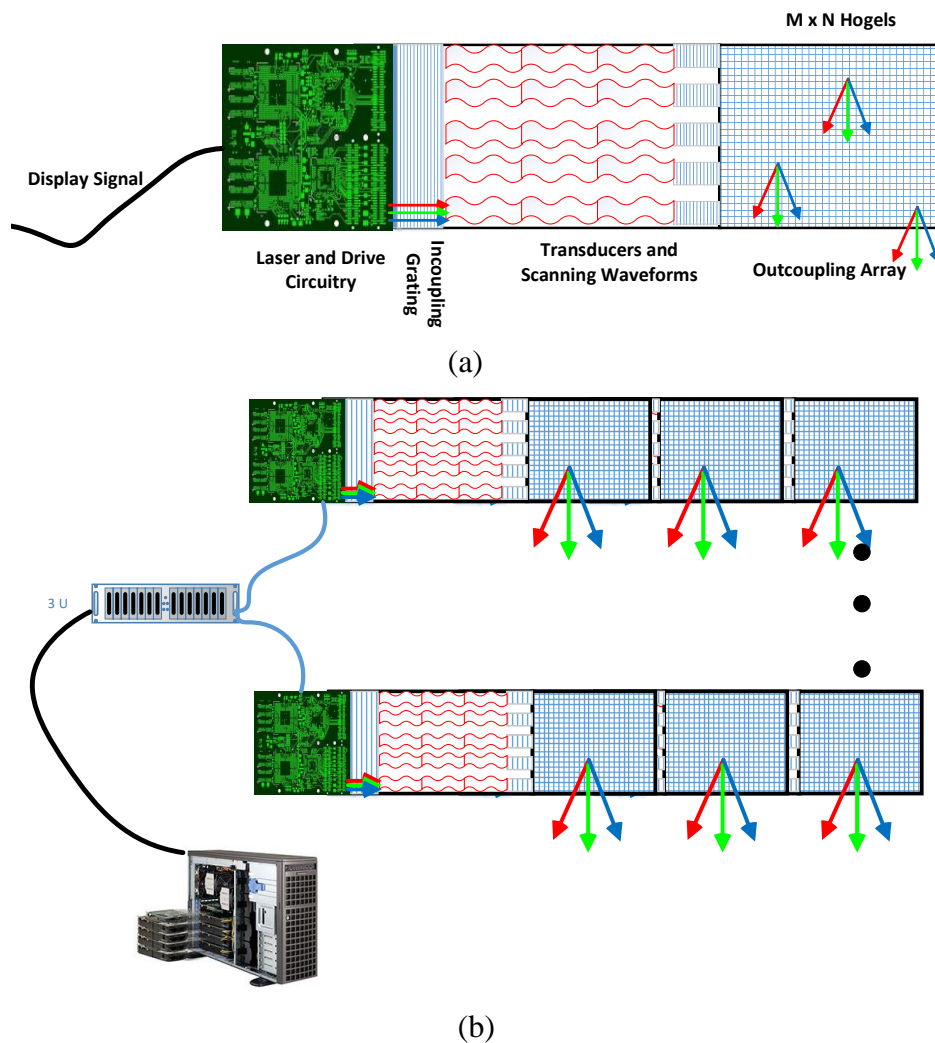 M x N Hogels
Display Signal
Laser and Drive
Circuitry
Incoupling
Grating
Transducers and
Scanning Waveforms
Outcoupling Array
(a)
3 U
(b)